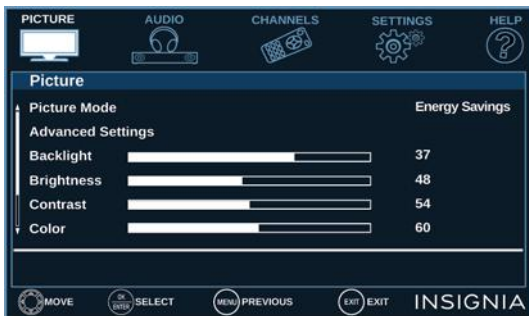 PICTURE AUDIO CHANNELS SETTINGS HELP
Picture
Picture Mode Energy Savings
Advanced Settings
Backlight 37
Brightness 48
Contrast 54
Color 60
MOVE OK ENTER SELECT MENU PREVIOUS EXIT EXIT INSIGNIA